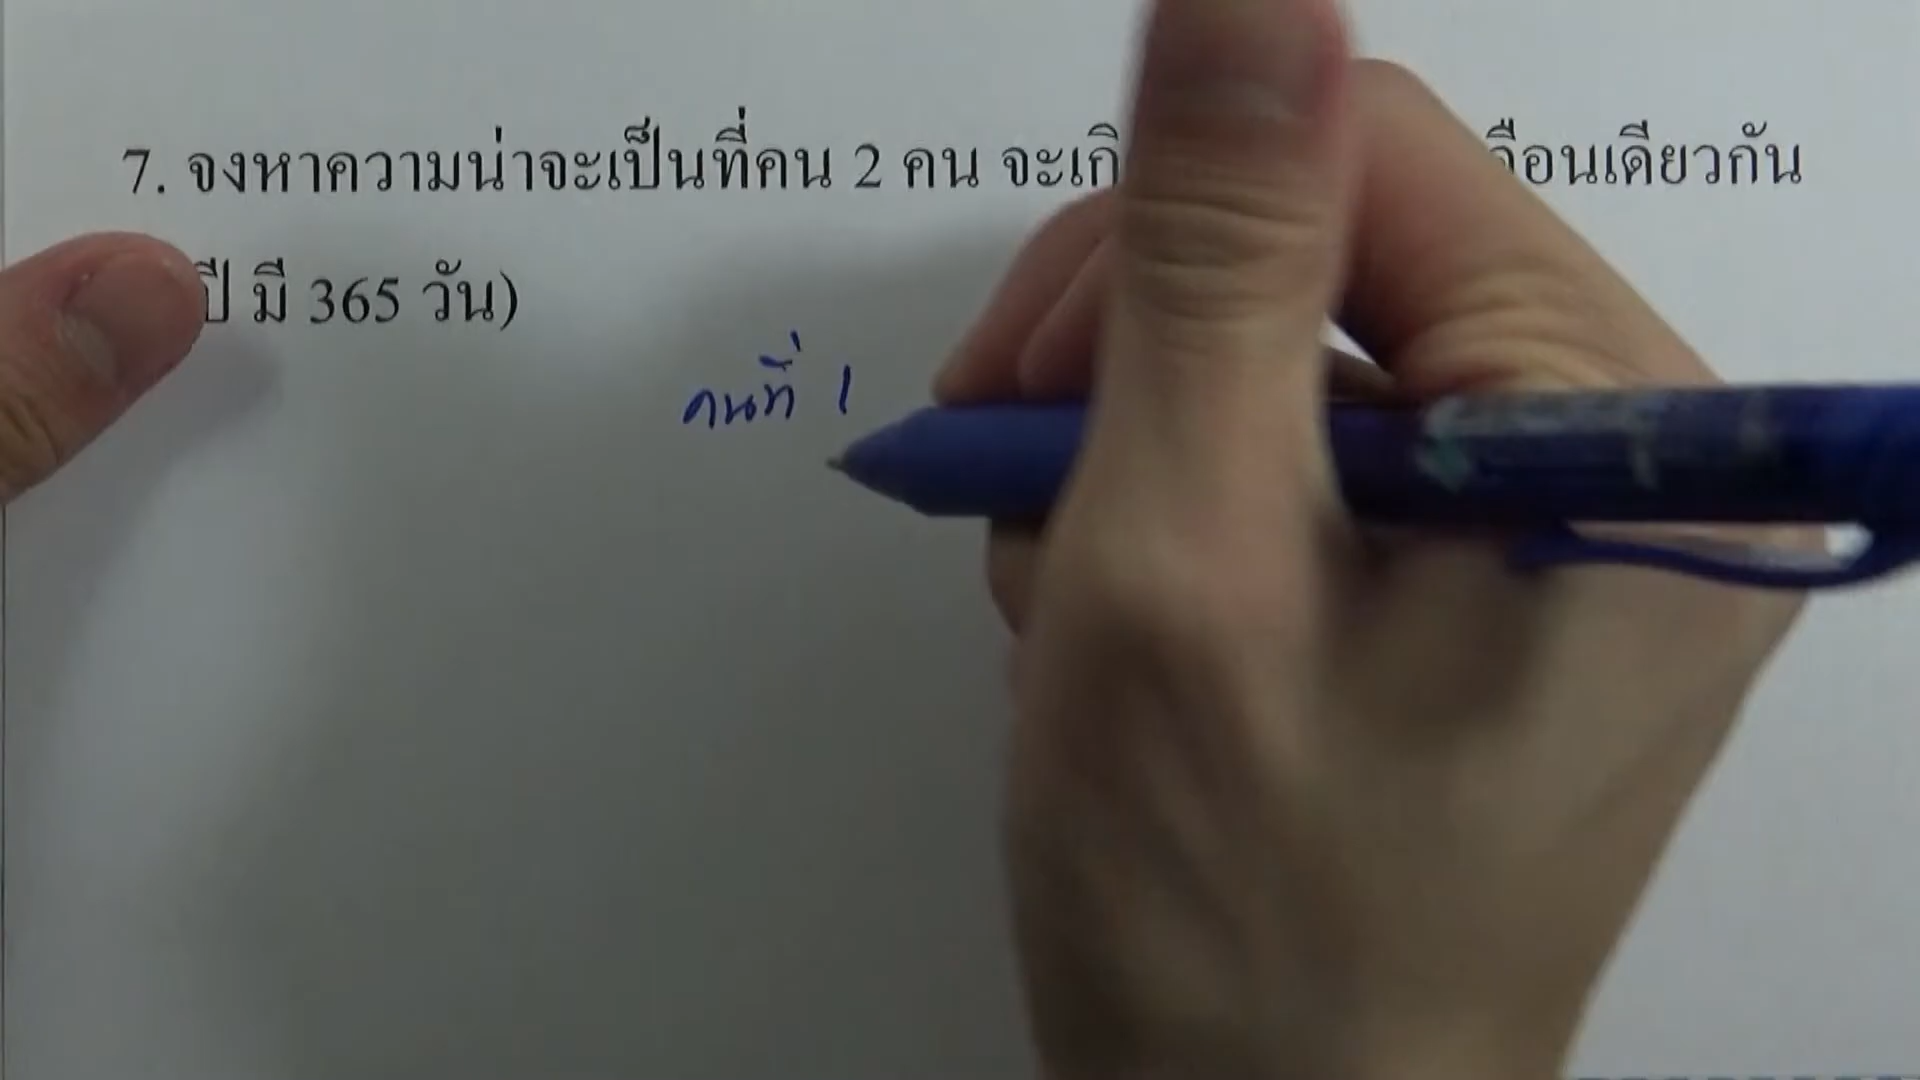 7. จงหาความน่าจะเป็นที่คน 2 คน จะเกิ
ือนเดียวกัน
ปี มี 365 วัน)
คนที่ 1